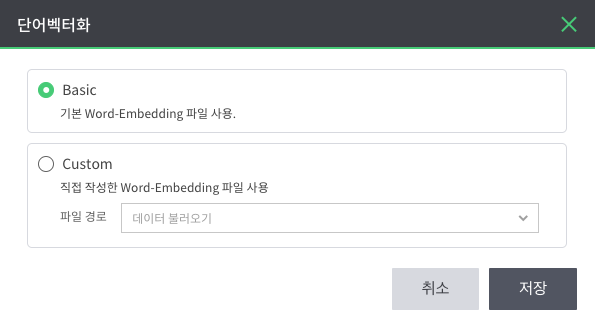 단어벡터화
Basic
기본 Word-Embedding 파일 사용.
Custom
직접 작성한 Word-Embedding 파일 사용
파일 경로 데이터 불러오기
취소 저장